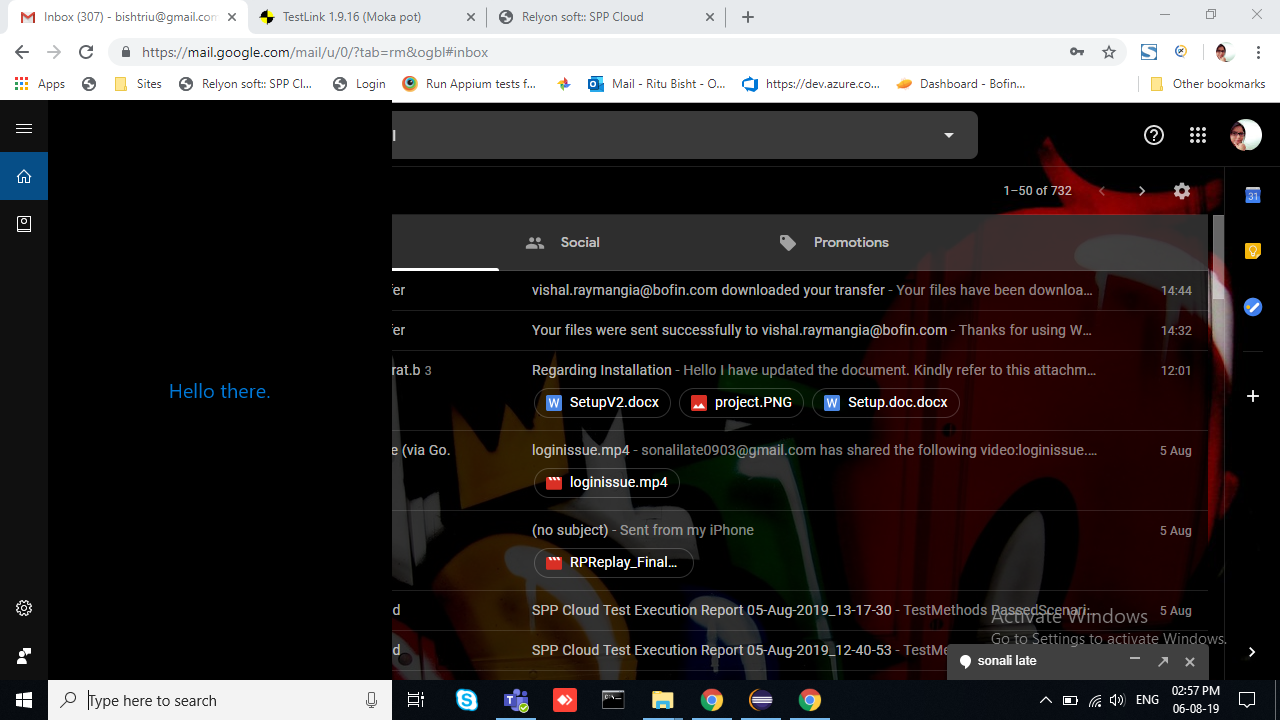 Inbox (307) - bishtriu@gmail.com
TestLink 1.9.16 (Moka pot)
Relyon soft:: SPP Cloud
https://mail.google.com/mail/u/0/?tab=rm&ogbl#inbox
Apps
Sites
Relyon soft:: SPP Cl...
Login
Run Appium tests f...
Mail - Ritu Bisht - O...
https://dev.azure.co...
Dashboard - Bofin...
Other bookmarks
1–50 of 732
31
Social
Promotions
fer
vishal.raymangia@bofin.com downloaded your transfer - Your files have been downloa...
14:44
fer
Your files were sent successfully to vishal.raymangia@bofin.com - Thanks for using W...
14:32
rat.b 3
Regarding Installation - Hello I have updated the document. Kindly refer to this attachm...
12:01
Hello there.
W SetupV2.docx
project.PNG
W Setup.doc.docx
e (via Go.
loginissue.mp4 - sonalilate0903@gmail.com has shared the following video:loginissue....
5 Aug
loginissue.mp4
(no subject) - Sent from my iPhone
5 Aug
RPReplay_Final...
d
SPP Cloud Test Execution Report 05-Aug-2019_13-17-30 - TestMethods PassedScenari...
5 Aug
Activate Windows
Go to Settings to activate Windows.
d
SPP Cloud Test Execution Report 05-Aug-2019_12-40-53 - TestMe
sonali late
Type here to search
ENG
02:57 PM
06-08-19